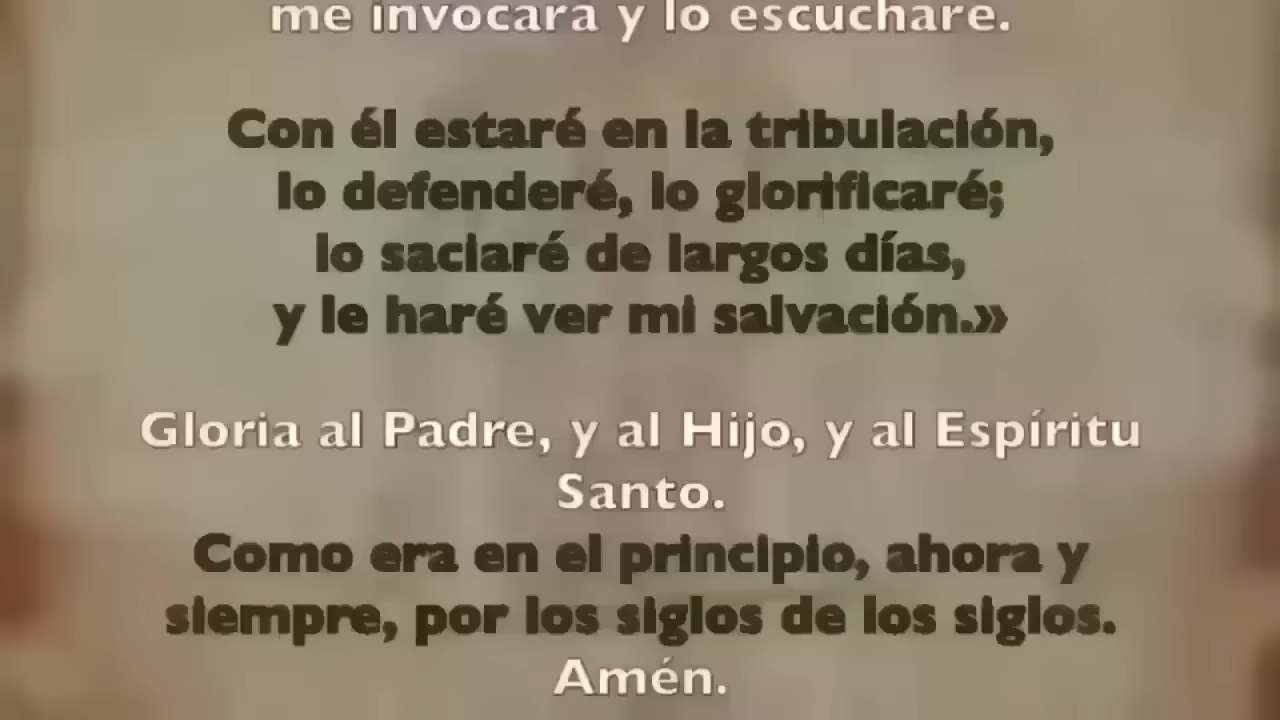 me invocara y lo escuchare.
Con él estaré en la tribulación,
lo defenderé, lo glorificaré;
lo saciaré de largos días,
y le haré ver mi salvación.»
Gloria al Padre, y al Hijo, y al Espíritu
Santo.
Como era en el principio, ahora y
siempre, por los siglos de los siglos.
Amén.